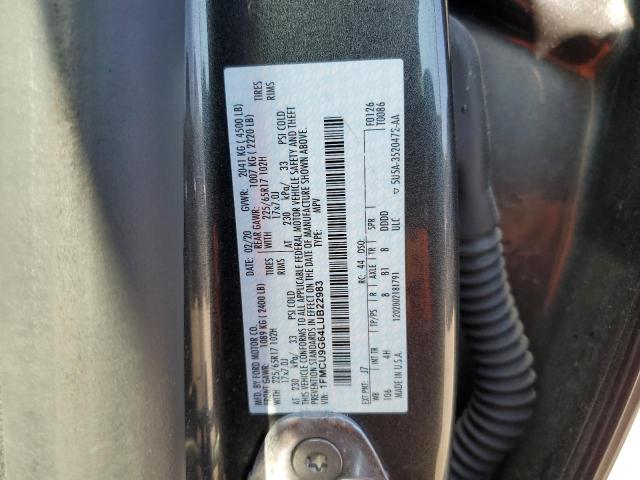 MFD. BY FORD MOTOR CO.
DATE: 02/20 GVWR: 2041 KG ( 4500 LB)
FRONT GAWR: 1089 KG ( 2400 LB) REAR GAWR: 1007 KG ( 2220 LB)
WITH 225/65R17 102H TIRES WITH 225/65R17 102H TIRES
17x7.0J RIMS 17x7.0J RIMS
AT 230 kPa/ 33 PSI COLD AT 230 kPa/ 33 PSI COLD
THIS VEHICLE CONFORMS TO ALL APPLICABLE FEDERAL MOTOR VEHICLE SAFETY AND THEFT
PREVENTION STANDARDS IN EFFECT ON THE DATE OF MANUFACTURE SHOWN ABOVE.
VIN: 1FMCU9G64LUB22983 TYPE: MPV
F0126
T0086
EXT PNT: J7 RC: 44 DSO:
WB INT TR TP/PS R AXLE TR SPR
106 4H 8 B1 8 DDDD
MADE IN U.S.A. 1202002181791 ULC ▽ 5U5A-3520472-AA